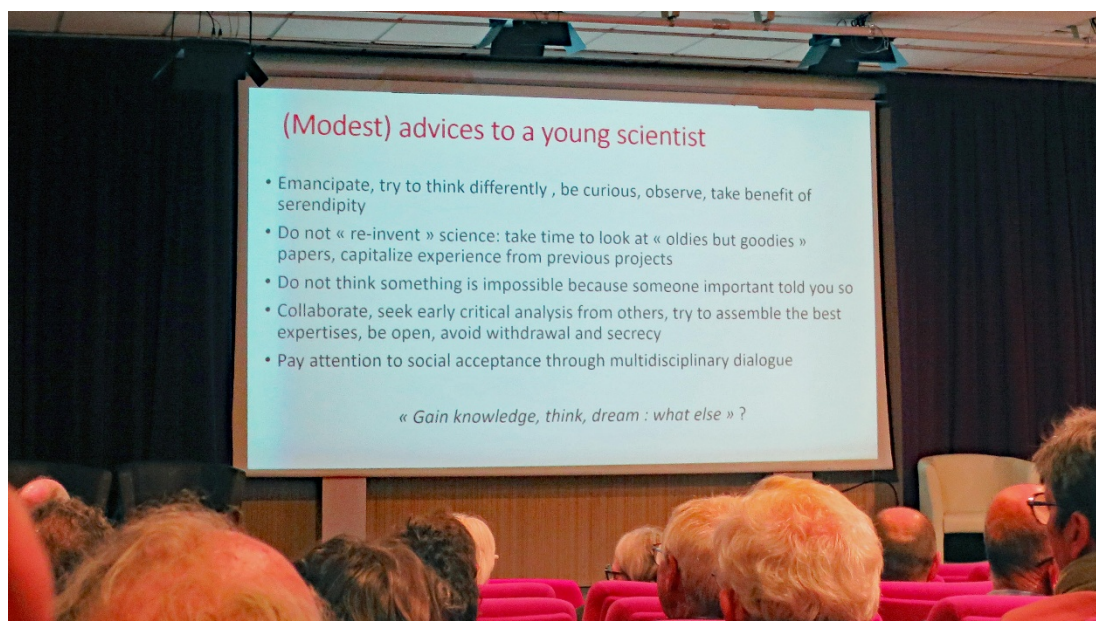 (Modest) advices to a young scientist
• Emancipate, try to think differently , be curious, observe, take benefit of
serendipity
• Do not « re-invent » science: take time to look at « oldies but goodies »
papers, capitalize experience from previous projects
• Do not think something is impossible because someone important told you so
• Collaborate, seek early critical analysis from others, try to assemble the best
expertises, be open, avoid withdrawal and secrecy
• Pay attention to social acceptance through multidisciplinary dialogue
« Gain knowledge, think, dream : what else » ?